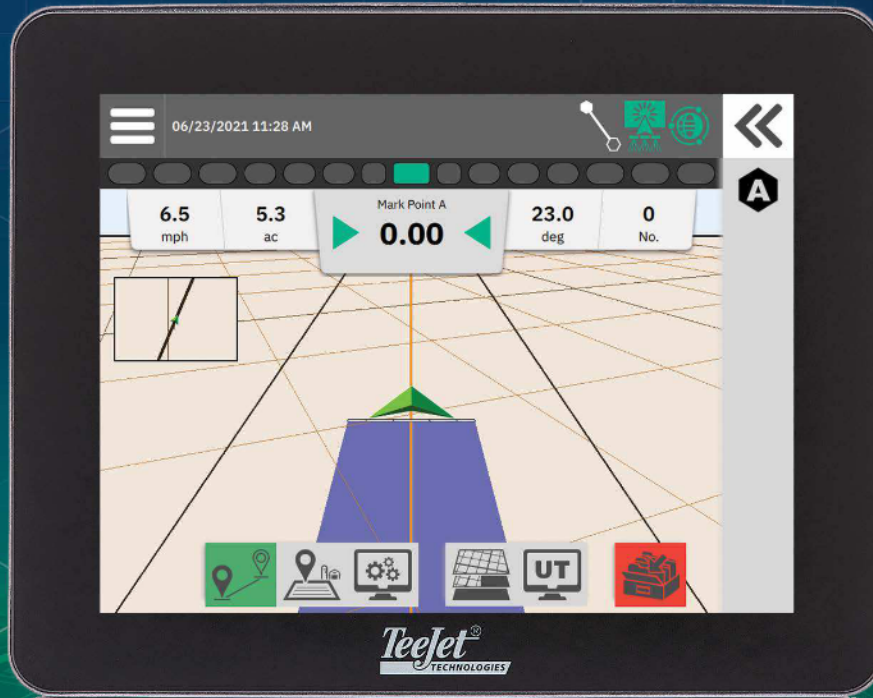 06/23/2021 11:28 AM
6.5
mph
5.3
ac
Mark Point A
0.00
23.0
deg
0
No.
A
UT
TeeJet®
TECHNOLOGIES